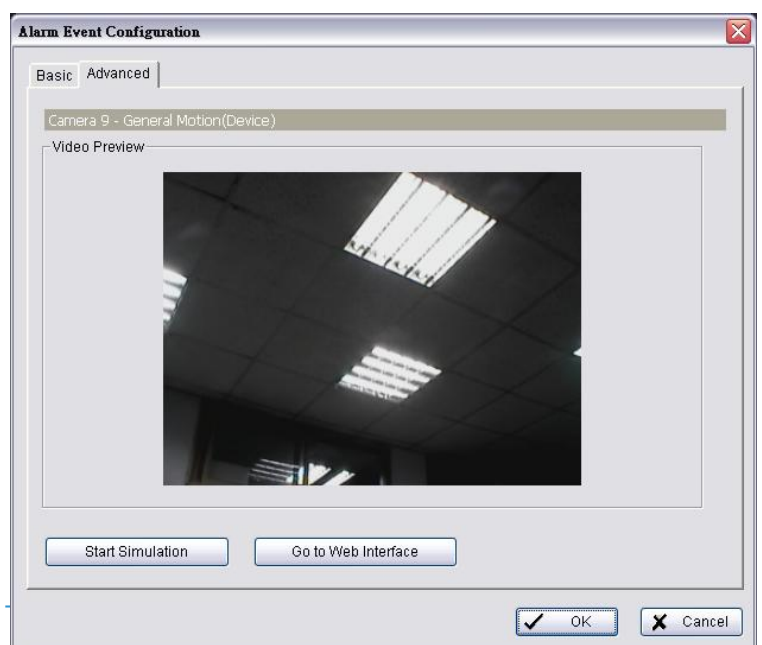 Alarm Event Configuration
Basic Advanced
Camera 9 - General Motion(Device)
Video Preview
Start Simulation Go to Web Interface
OK Cancel